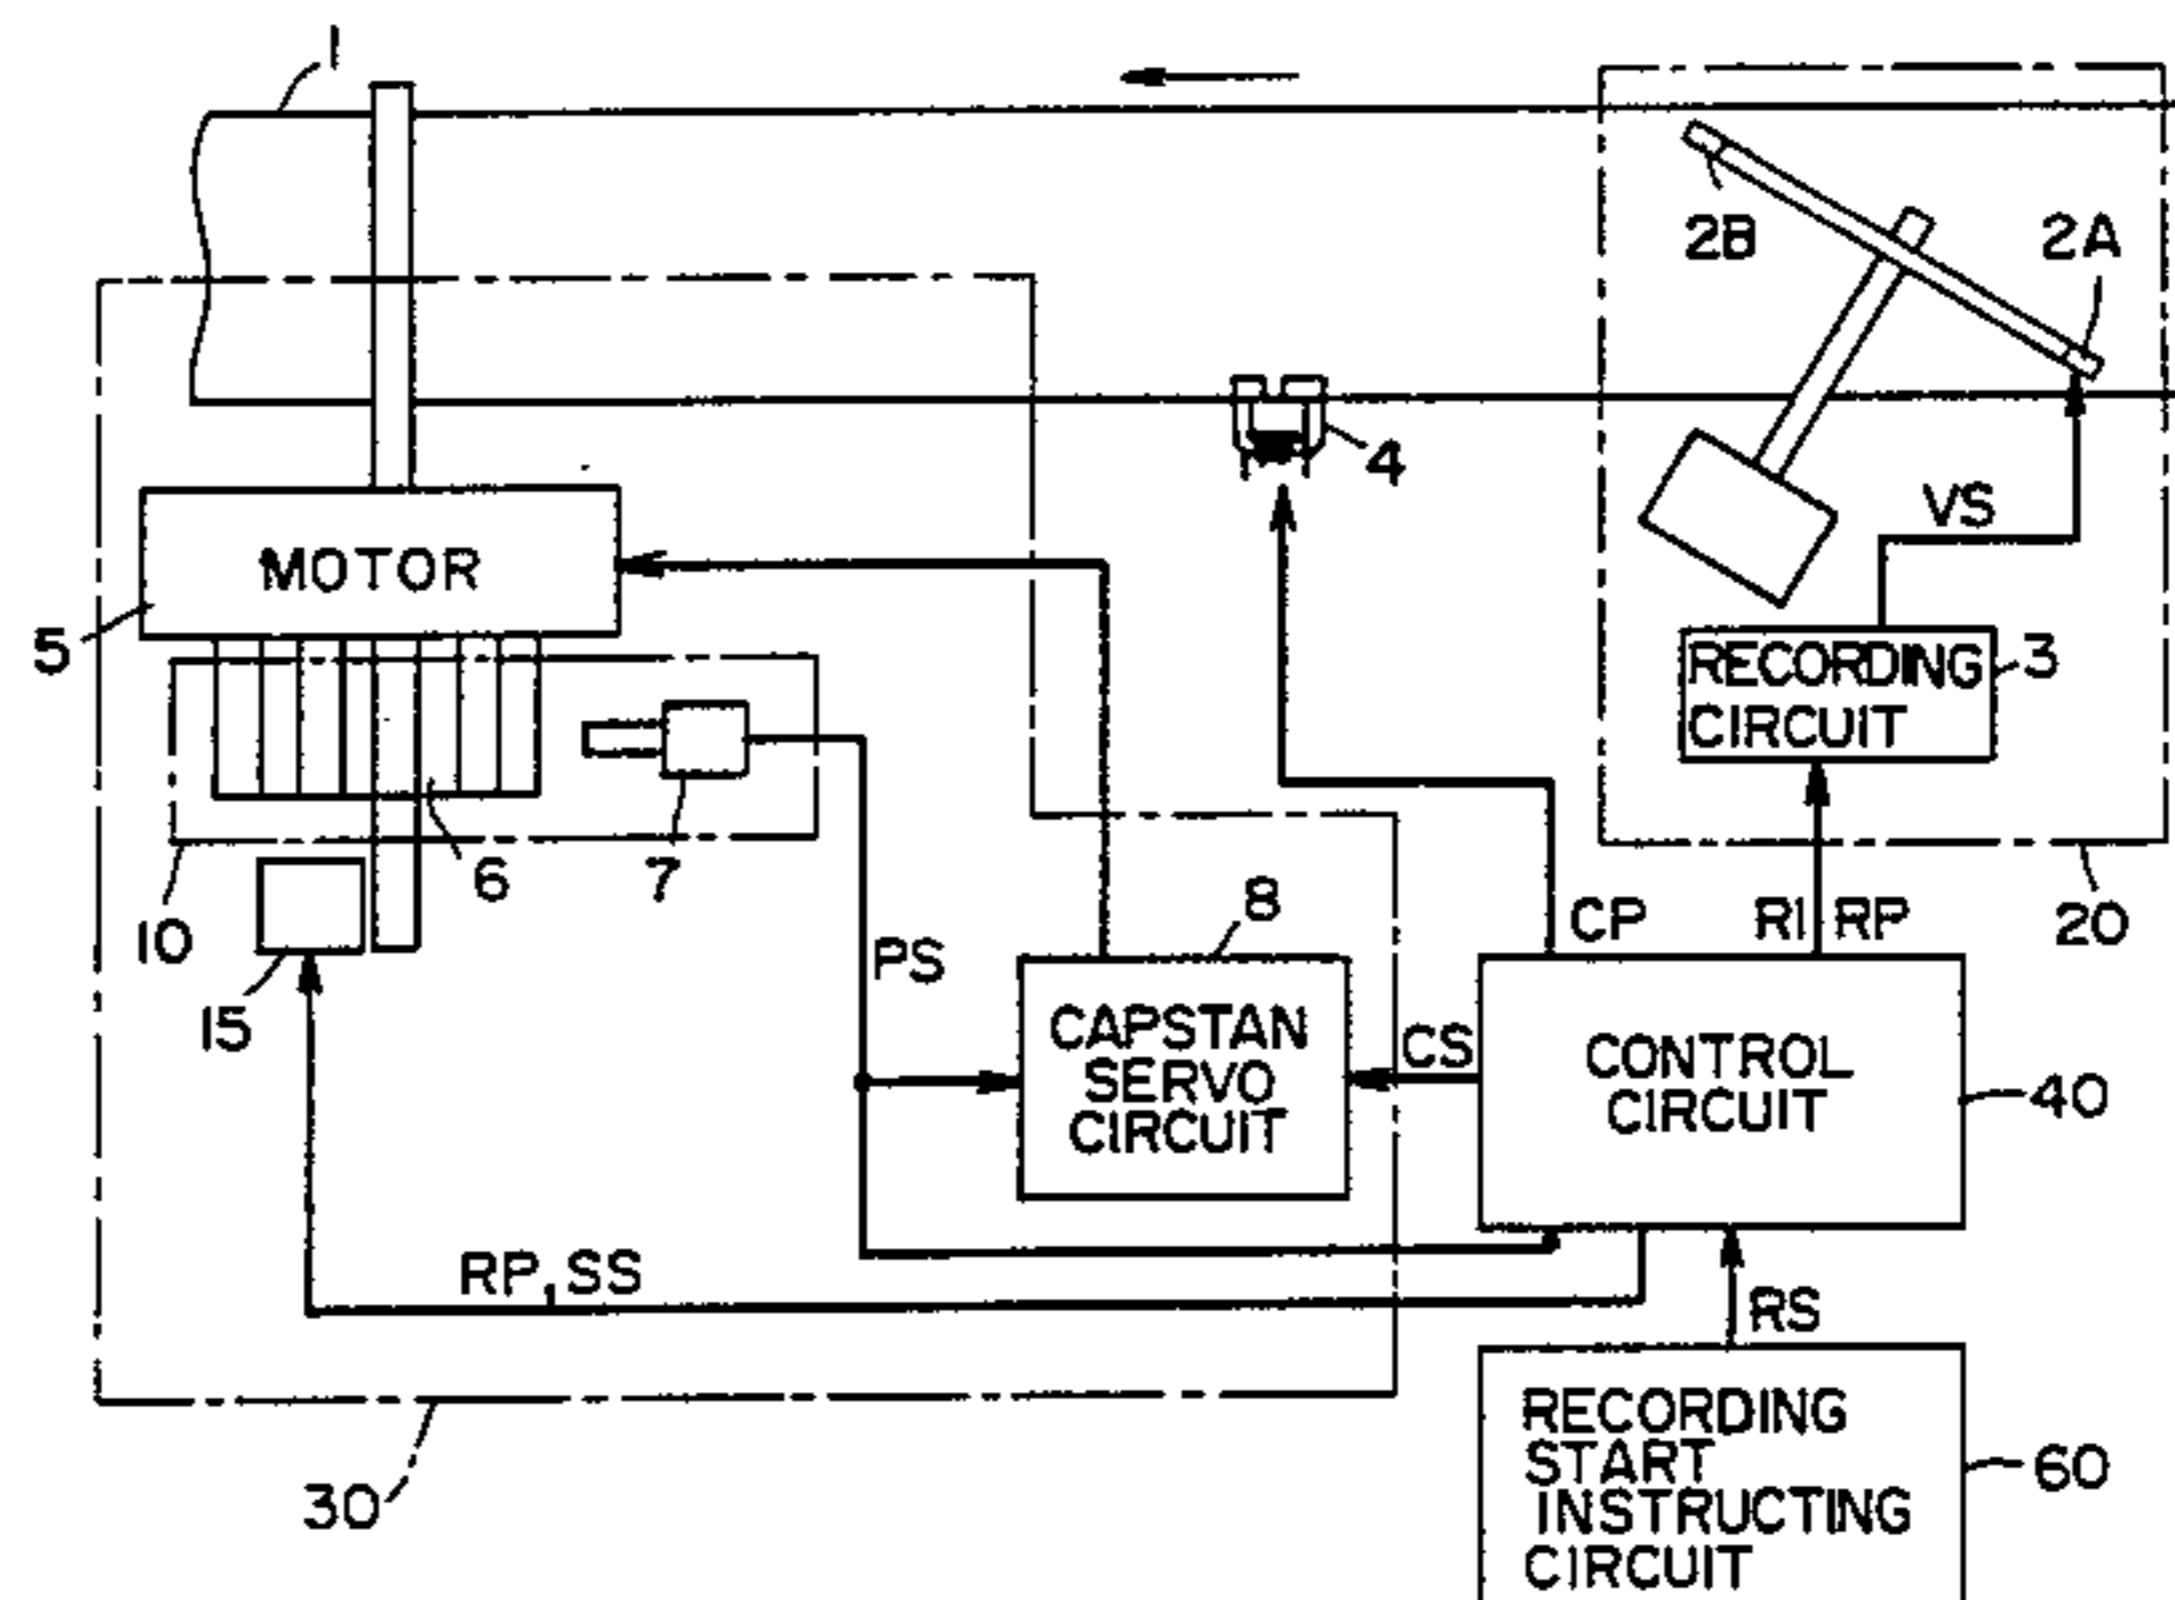 1
2B
2A
4
VS
MOTOR
5
RECORDING
CIRCUIT
3
6
7
10
8
CP
RI
RP
20
PS
15
CAPSTAN
SERVO
CIRCUIT
CS
CONTROL
CIRCUIT
40
RP, SS
RS
30
RECORDING
START
INSTRUCTING
CIRCUIT
60